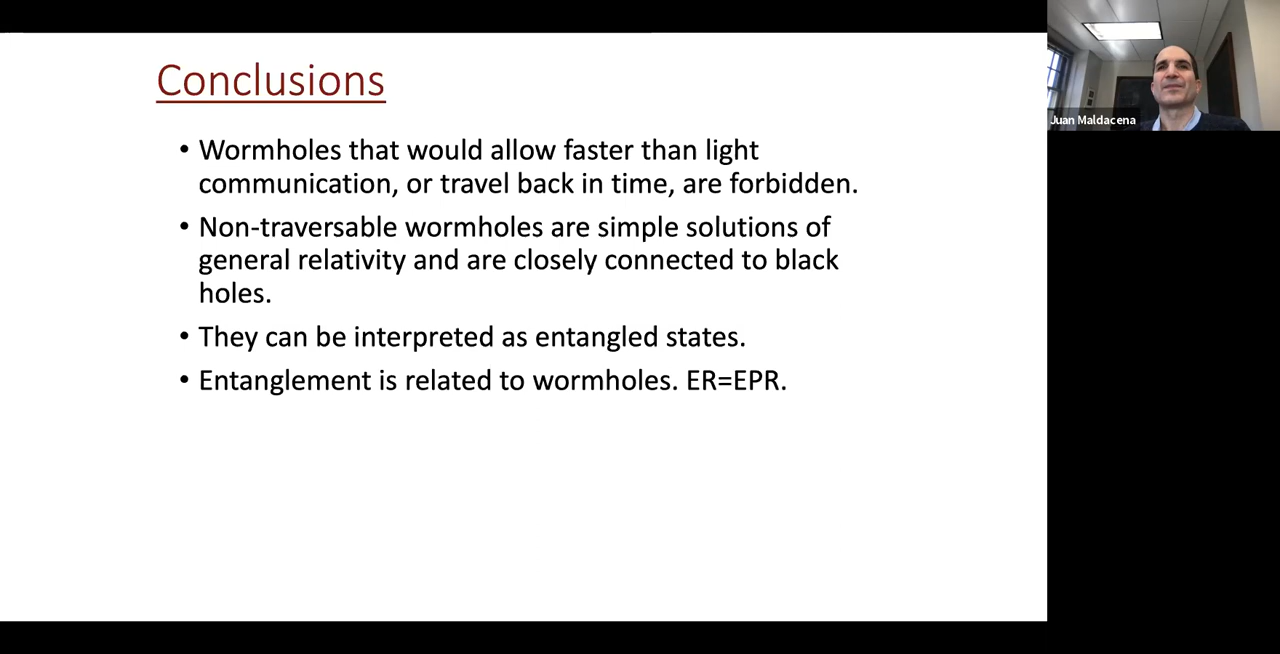 Conclusions
• Wormholes that would allow faster than light
communication, or travel back in time, are forbidden.
• Non-traversable wormholes are simple solutions of
general relativity and are closely connected to black
holes.
• They can be interpreted as entangled states.
• Entanglement is related to wormholes. ER=EPR.
Juan Maldacena